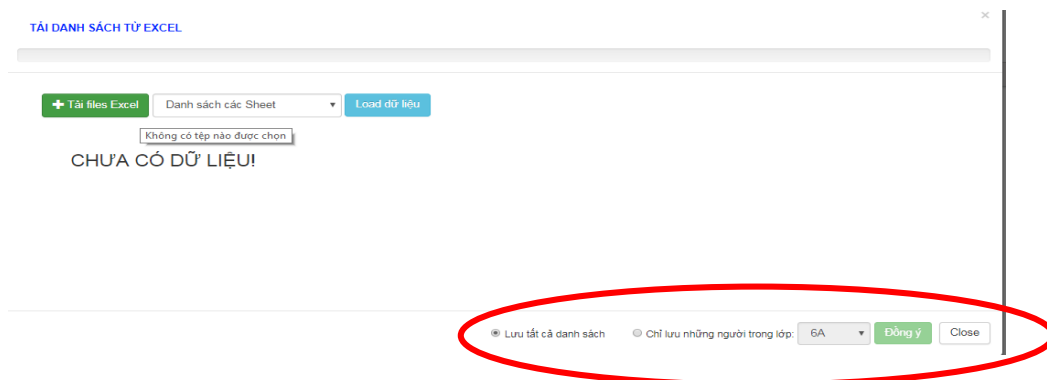 ×
TẢI DANH SÁCH TỪ EXCEL
+ Tải files Excel Danh sách các Sheet Load dữ liệu
Không có tệp nào được chọn
CHƯA CÓ DỮ LIỆU!
Lưu tất cả danh sách Chỉ lưu những người trong lớp: 6A Đồng ý Close